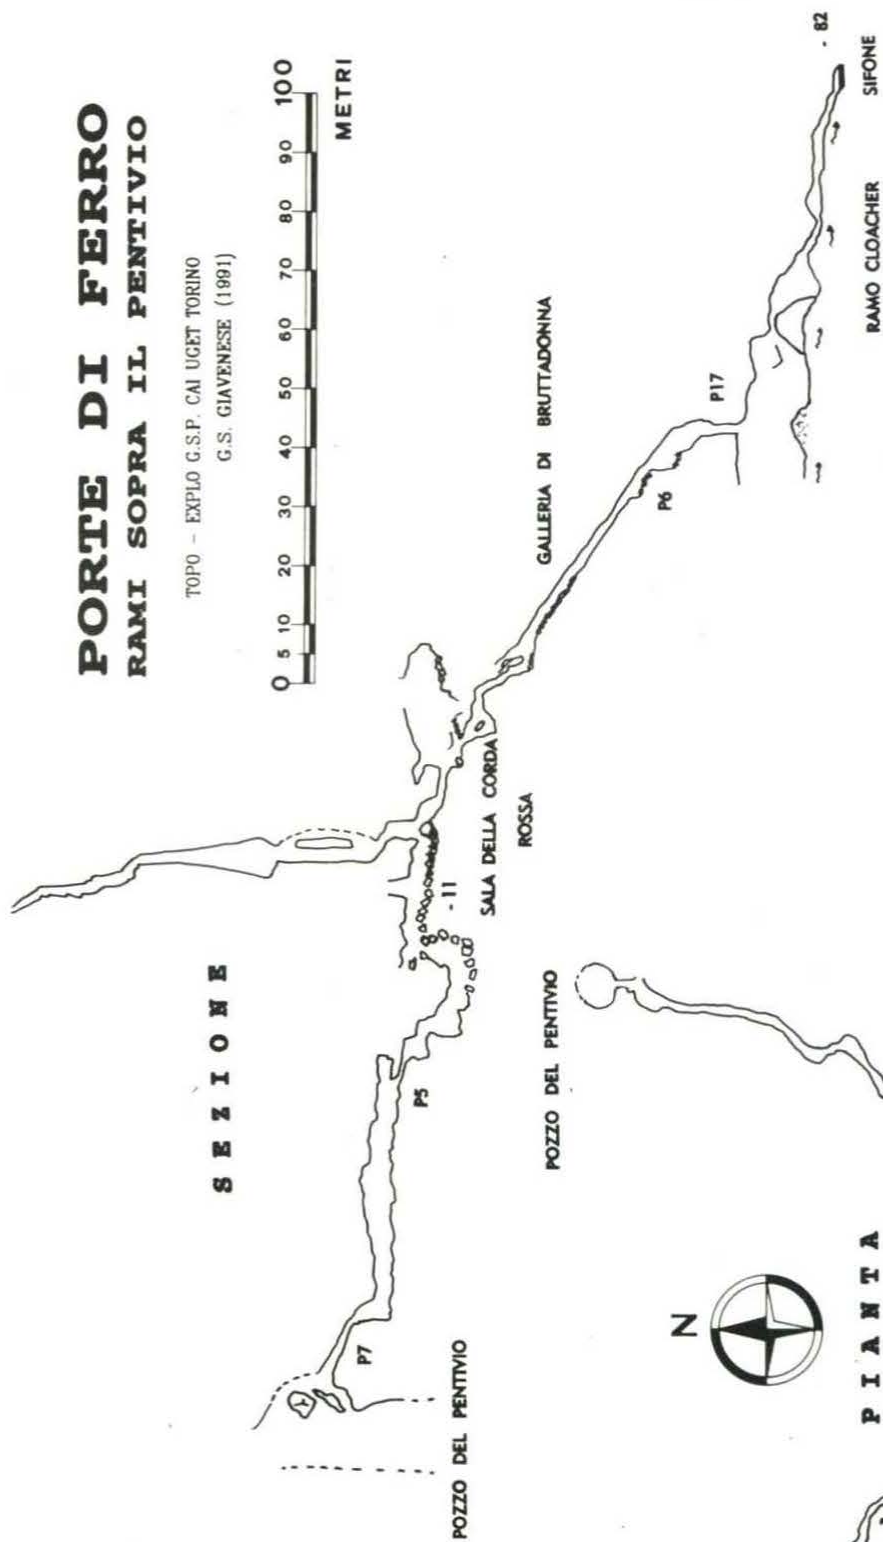 PORTE DI FERRO
RAMI SOPRA IL PENTIVIO
TOPO - EXPLO G.S.P. CAI UGET TORINO
G.S. GIAVENESE (1991)
0 5 10 20 30 40 50 60 70 80 90 100
METRI
SEZIONE
POZZO DEL PENTIVIO
P7
P5
- 11
SALA DELLA CORDA
ROSSA
GALLERIA DI BRUTTADONNA
P6
P17
- 82
RAMO CLOACHER
SIFONE
POZZO DEL PENTIVIO
N
PIANTA